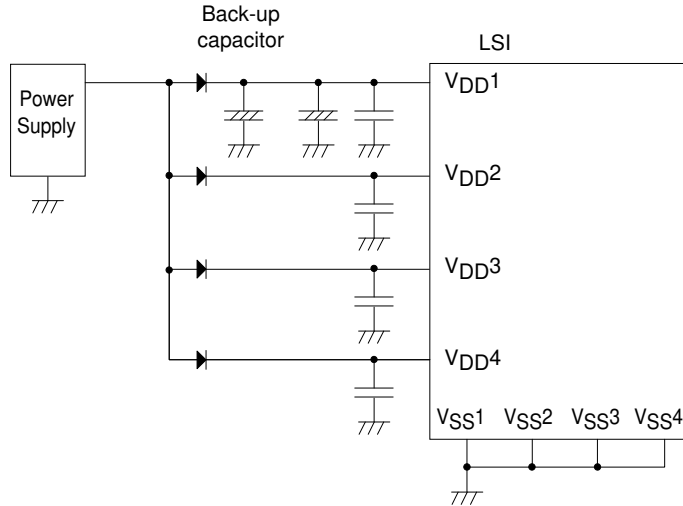 Back-up
capacitor
LSI
Power
Supply
VDD1
VDD2
VDD3
VDD4
VSS1 VSS2 VSS3 VSS4